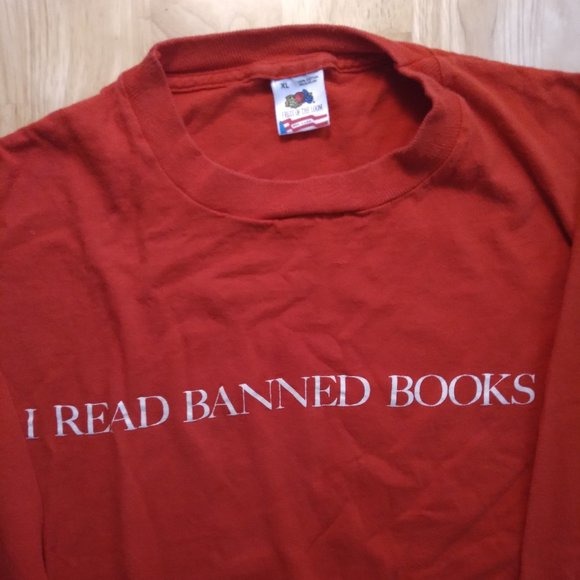 XL
FRUIT OF THE LOOM
I READ BANNED BOOKS